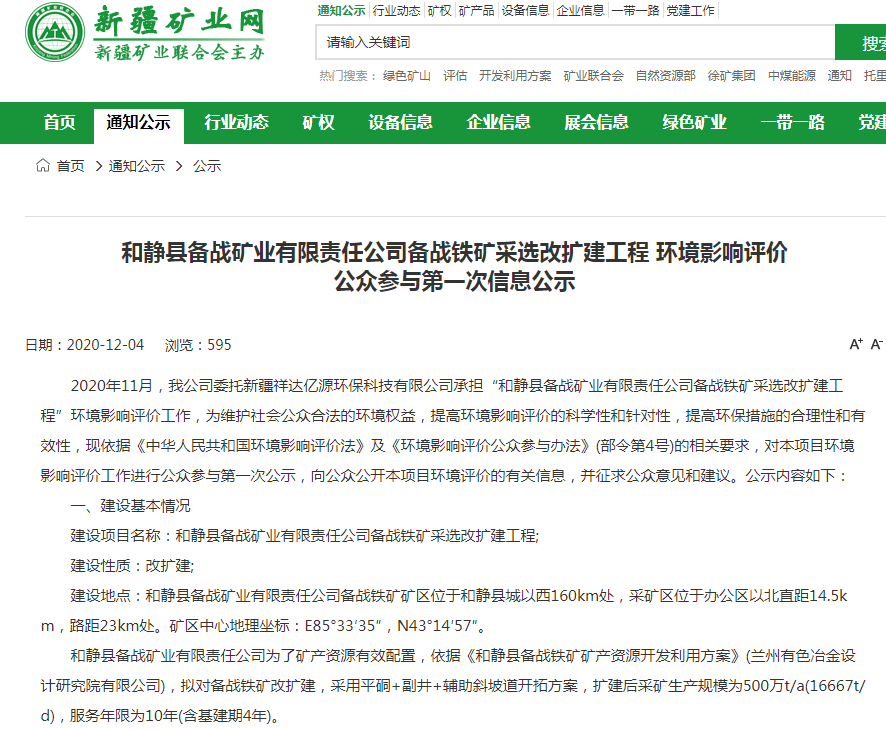 通知公示 行业动态 矿权 矿产品 设备信息 企业信息 一带一路 党建工作
新疆矿业网
新疆矿业联合会主办
请输入关键词 搜索
热门搜索： 绿色矿山 评估 开发利用方案 矿业联合会 自然资源部 徐矿集团 中煤能源 通知 托里
首页 通知公示 行业动态 矿权 设备信息 企业信息 展会信息 绿色矿业 一带一路 党建
首页 > 通知公示 > 公示
和静县备战矿业有限责任公司备战铁矿采选改扩建工程 环境影响评价
公众参与第一次信息公示
日期：2020-12-04 浏览：595 A+ A-
2020年11月，我公司委托新疆祥达亿源环保科技有限公司承担“和静县备战矿业有限责任公司备战铁矿采选改扩建工
程”环境影响评价工作，为维护社会公众合法的环境权益，提高环境影响评价的科学性和针对性，提高环保措施的合理性和有
效性，现依据《中华人民共和国环境影响评价法》及《环境影响评价公众参与办法》(部令第4号)的相关要求，对本项目环境
影响评价工作进行公众参与第一次公示，向公众公开本项目环境评价的有关信息，并征求公众意见和建议。公示内容如下：
一、建设基本情况
建设项目名称：和静县备战矿业有限责任公司备战铁矿采选改扩建工程;
建设性质：改扩建;
建设地点：和静县备战矿业有限责任公司备战铁矿矿区位于和静县城以西160km处，采矿区位于办公区以北直距14.5k
m，路距23km处。矿区中心地理坐标：E85°33′35″，N43°14′57″。
和静县备战矿业有限责任公司为了矿产资源有效配置，依据《和静县备战铁矿矿产资源开发利用方案》(兰州有色冶金设
计研究院有限公司)，拟对备战铁矿改扩建，采用平硐+副井+辅助斜坡道开拓方案，扩建后采矿生产规模为500万t/a(16667t/
d)，服务年限为10年(含基建期4年)。